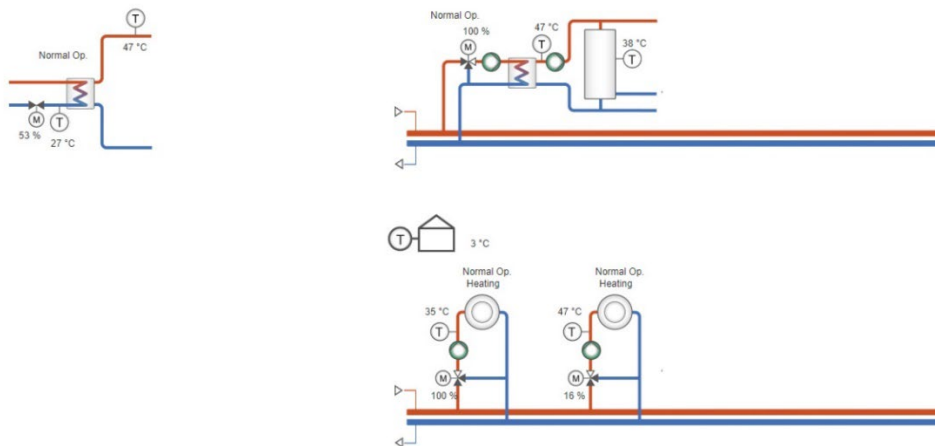 Normal Op.
T
47 °C
M
53 %
T
27 °C
Normal Op.
100 %
M
47 °C
T
38 °C
T
T
3 °C
Normal Op.
Heating
35 °C
T
M
100 %
Normal Op.
Heating
47 °C
T
M
16 %